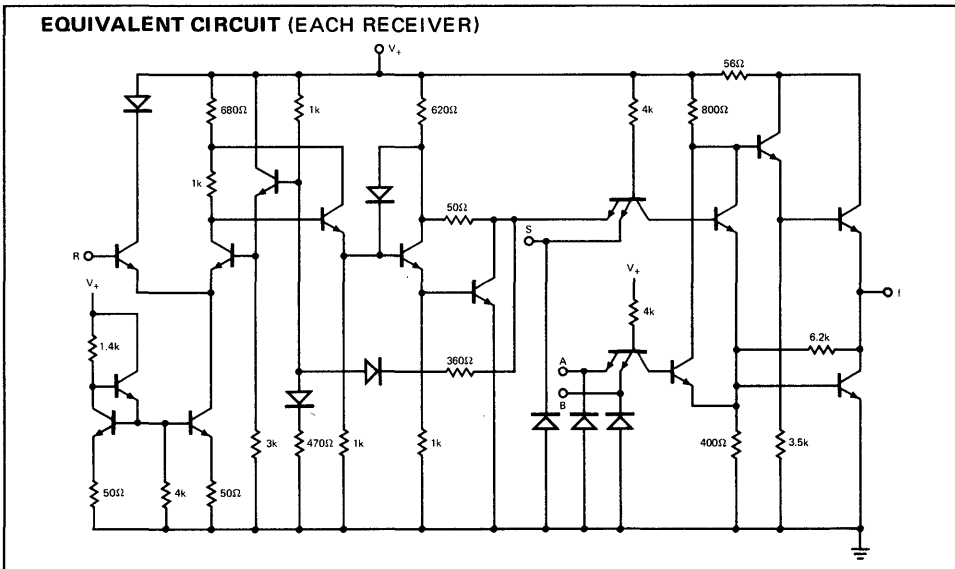 EQUIVALENT CIRCUIT (EACH RECEIVER)
V+
56Ω
680Ω
1k
620Ω
4k
800Ω
1k
50Ω
S
R
V+
V+
f
1.4k
4k
6.2k
360Ω
A
B
3k
470Ω
1k
1k
400Ω
3.5k
50Ω
4k
50Ω